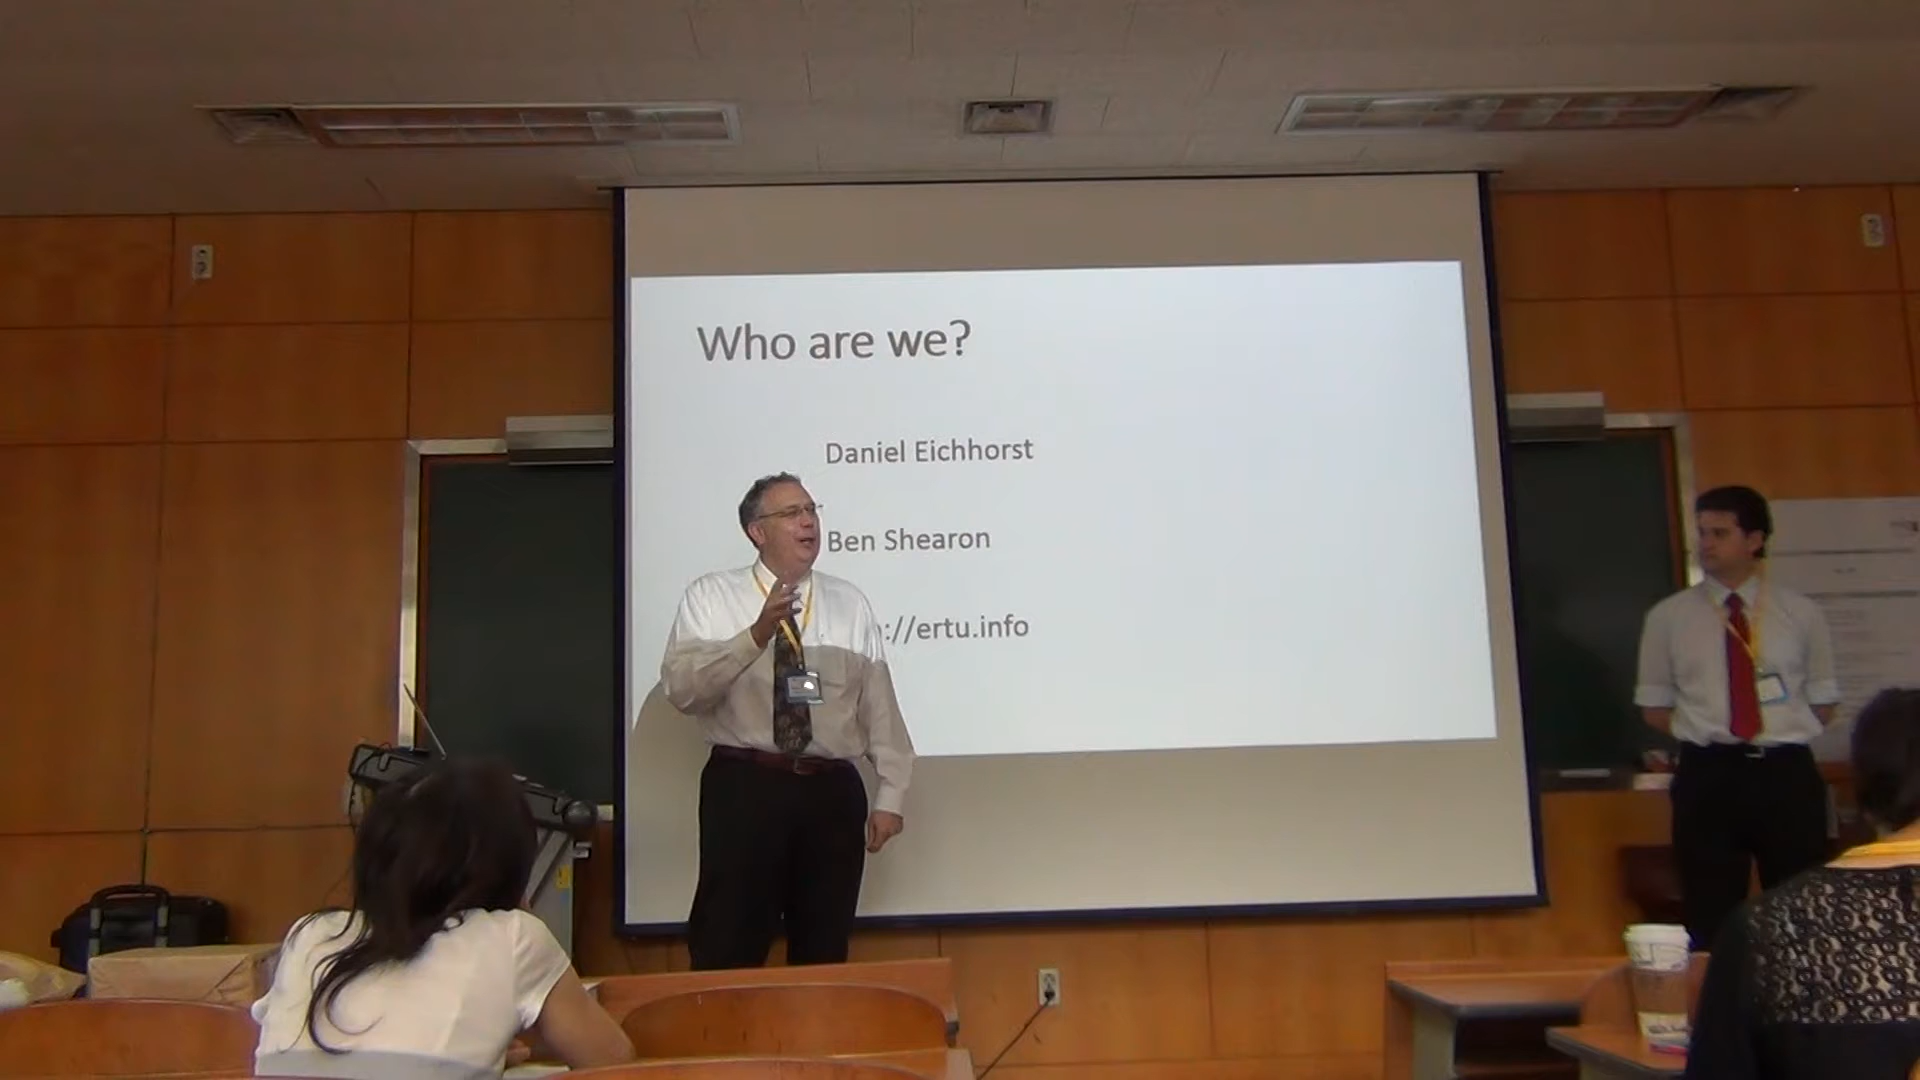 Who are we?
Daniel Eichhorst
Ben Shearon
://ertu.info